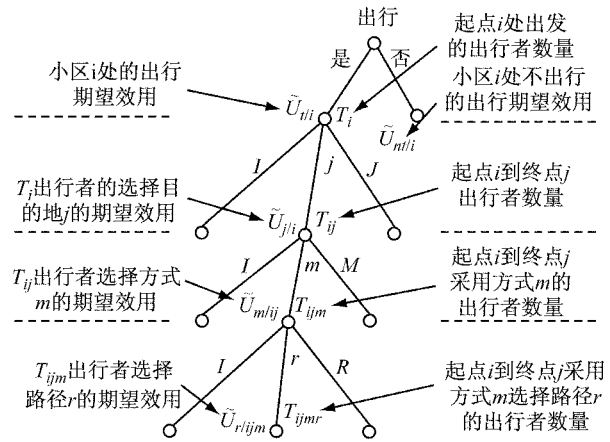 出行
是
否
起点i处出发
的出行者数量
小区i处的出行
期望效用
小区i处不出行
的出行期望效用
Ũt/i
Ti
Ũnt/i
I
j
J
Tj出行者的选择目
的地j的期望效用
起点i到终点j
出行者数量
Ũj/i
Tij
I
m
M
Tij出行者选择方式
m的期望效用
起点i到终点j
采用方式m的
出行者数量
Ũm/ij
Tijm
I
r
R
Tijm出行者选择
路径r的期望效用
起点i到终点j采用
方式m选择路径r
的出行者数量
Ũr/ijm
Tijmr